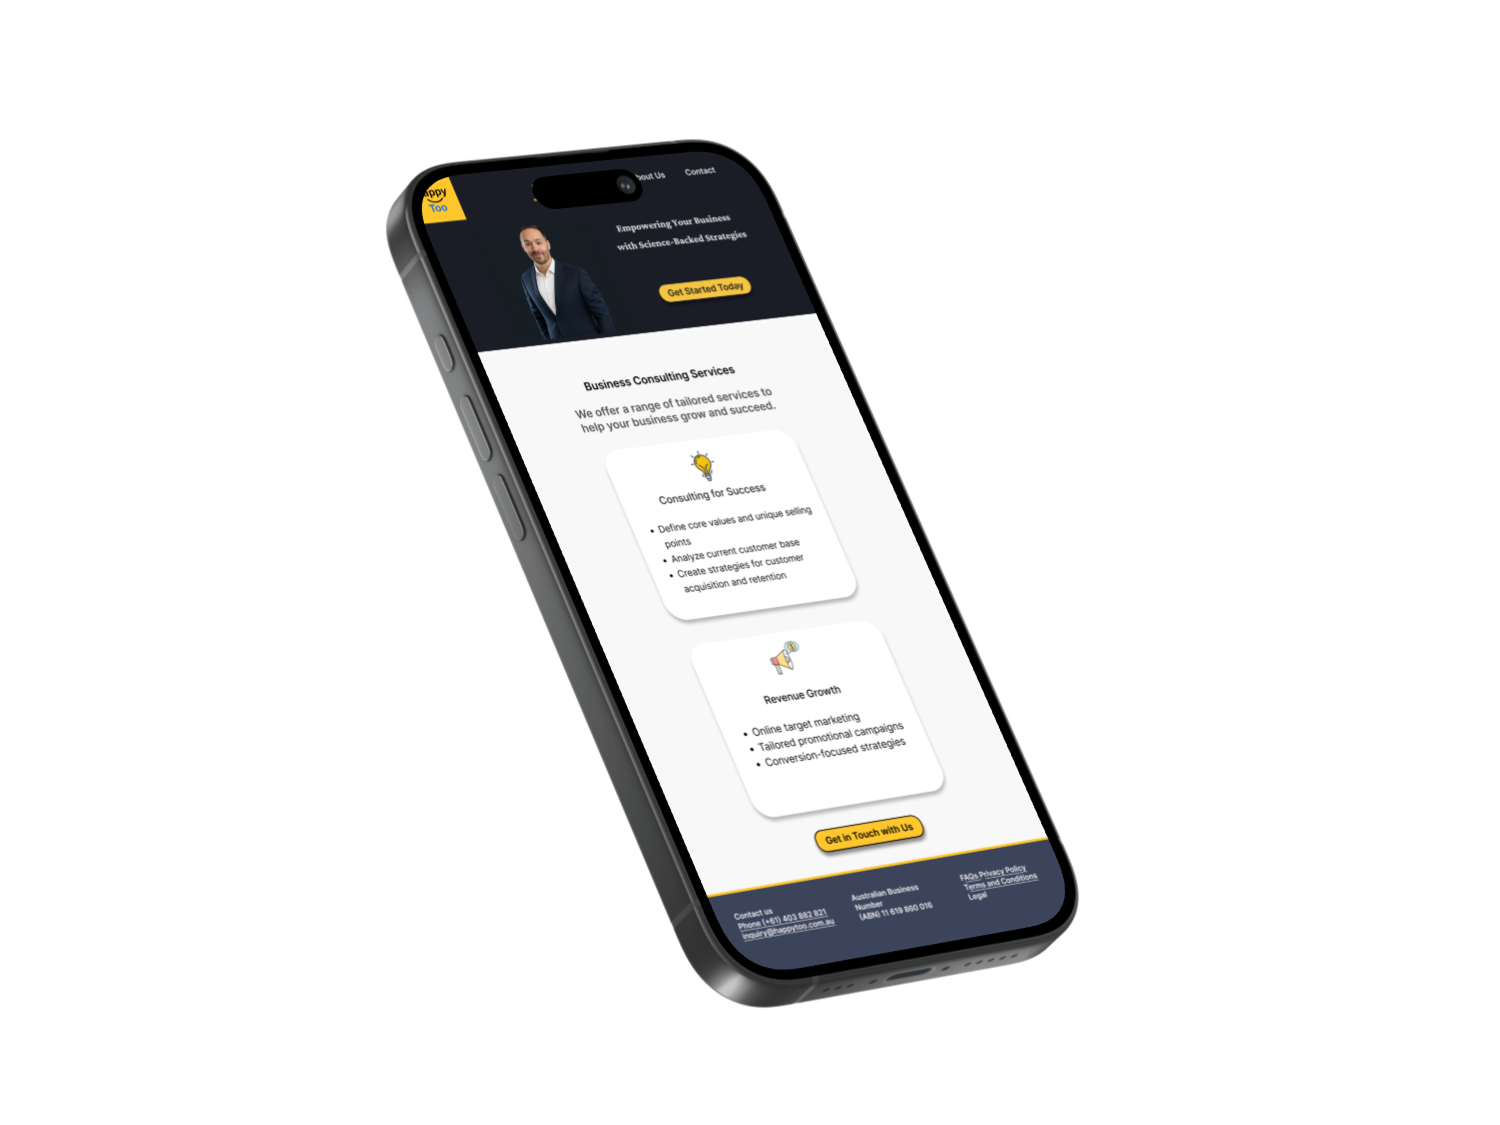 appy
Too
bout Us
Contact
Empowering Your Business
with Science-Backed Strategies
Get Started Today
Business Consulting Services
We offer a range of tailored services to
help your business grow and succeed.
Consulting for Success
• Define core values and unique selling
points
• Analyze current customer base
• Create strategies for customer
acquisition and retention
Revenue Growth
• Online target marketing
• Tailored promotional campaigns
• Conversion-focused strategies
Get in Touch with Us
Contact us
Phone (+61) 403 882 821
inquiry@happytoo.com.au
Australian Business
Number
(ABN) 11 619 860 016
FAQs Privacy Policy
Terms and Conditions
Legal